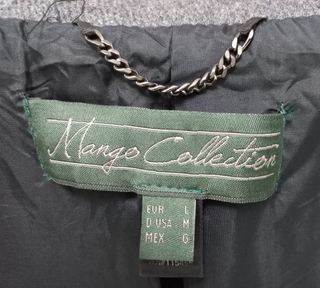 Mango Collection
EUR L
D USA M
MEX G